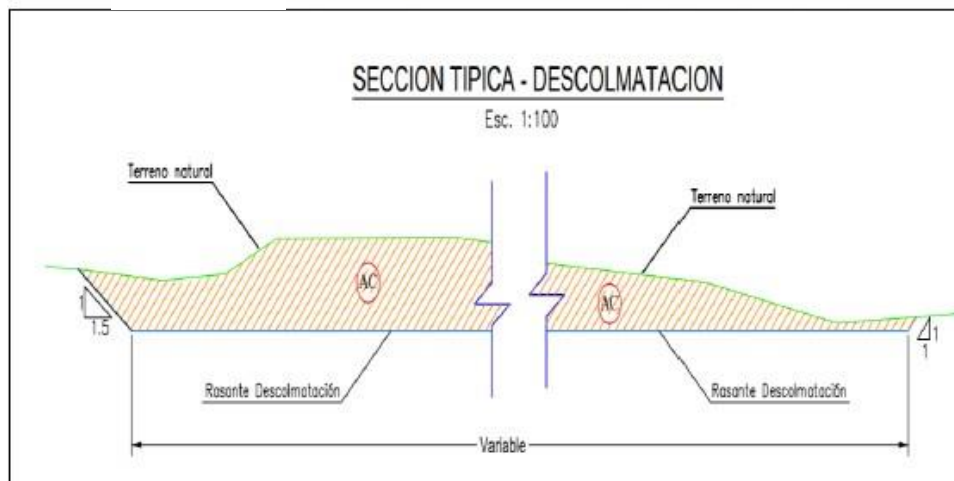 SECCION TIPICA - DESCOLMATACION
Esc. 1:100
Terreno natural
Terreno natural
AC
AC
1
1.5
1
1
Rasante Descolmatación
Rasante Descolmatación
Variable